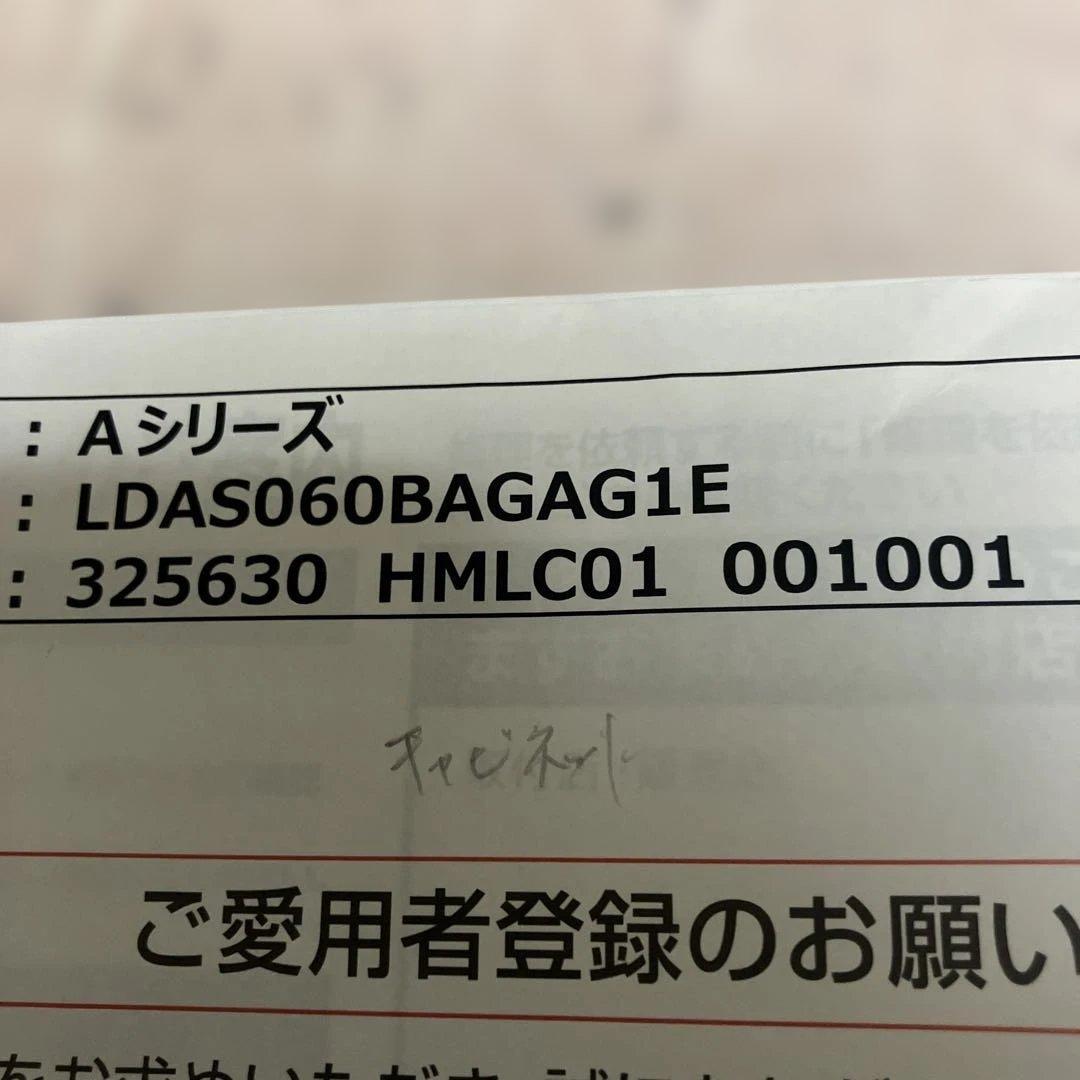 : Aシリーズ
: LDAS060BAGAG1E
: 325630 HMLC01 001001
キャビネット
ご愛用者登録のお願い